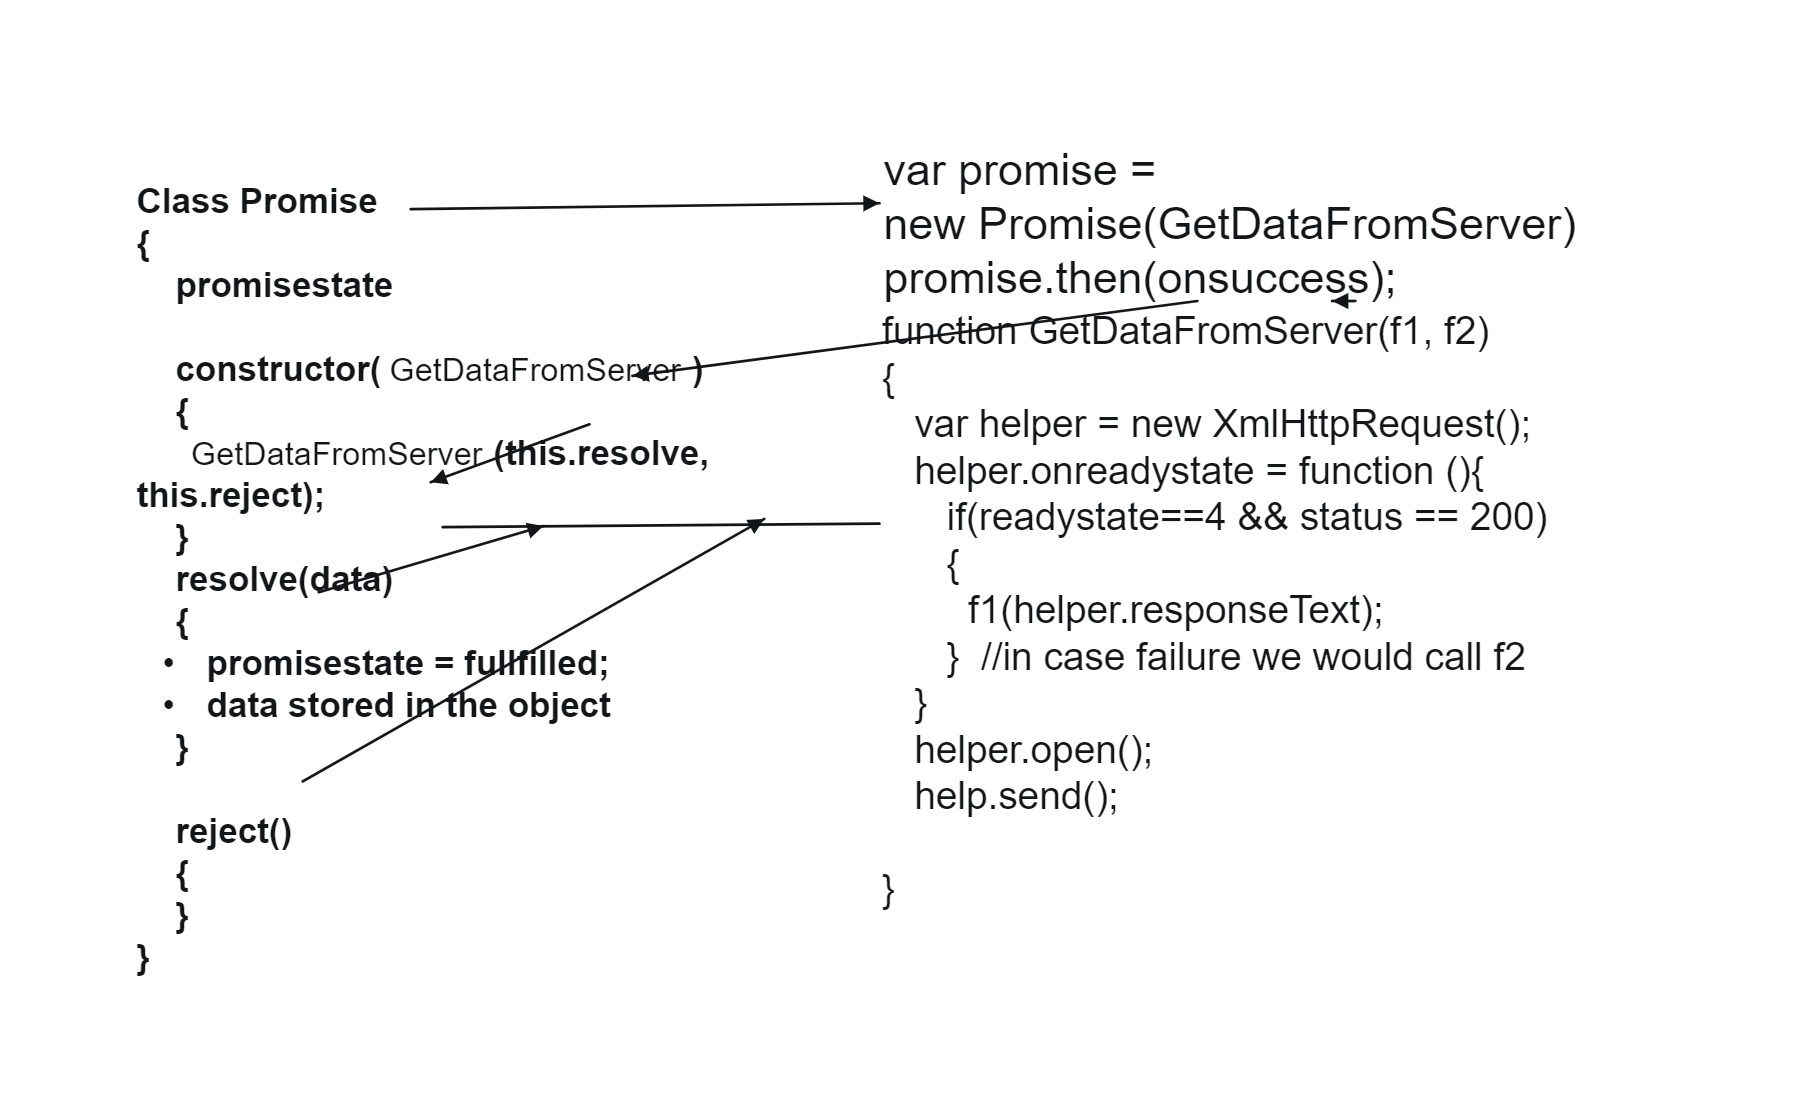 Class Promise
{
promisestate
constructor( GetDataFromServer )
{
GetDataFromServer (this.resolve,
this.reject);
}
resolve(data)
{
• promisestate = fullfilled;
• data stored in the object
}
reject()
{
}
}
var promise =
new Promise(GetDataFromServer)
promise.then(onsuccess);
function GetDataFromServer(f1, f2)
{
var helper = new XmlHttpRequest();
helper.onreadystate = function (){
if(readystate==4 && status == 200)
{
f1(helper.responseText);
} //in case failure we would call f2
}
helper.open();
help.send();
}